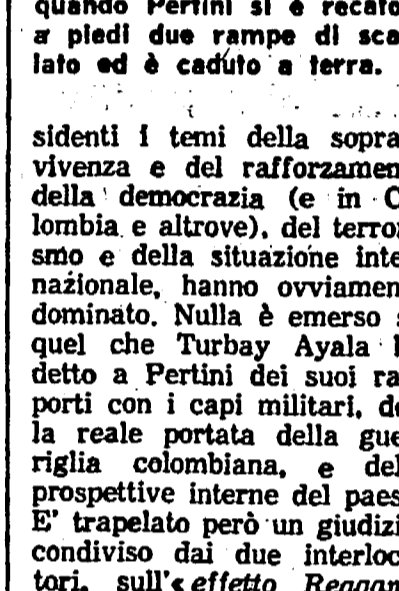 quando Pertini si è recato
a piedi due rampe di sca
lato ed è caduto a terra.
sidenti i temi della sopra
vivenza e del rafforzamen
della democrazia (e in C
lombia e altrove), del terro
smo e della situazione inte
nazionale, hanno ovviamen
dominato. Nulla è emerso
quel che Turbay Ayala
detto a Pertini dei suoi ra
porti con i capi militari, de
la reale portata della gue
riglia colombiana, e del
prospettive interne del paes
E' trapelato però un giudizi
condiviso dai due interloc
tori, sull'«effetto Reagan